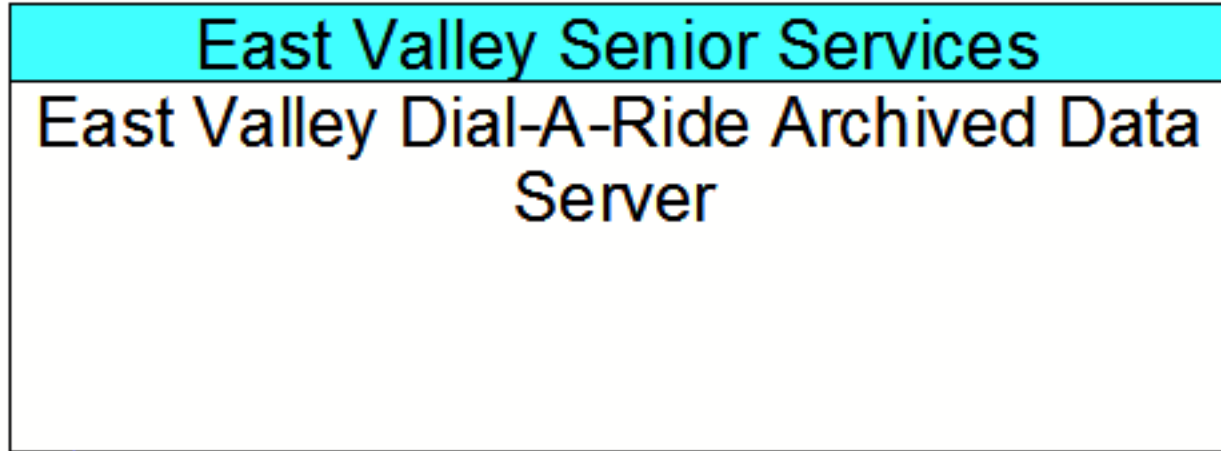 East Valley Senior Services
East Valley Dial-A-Ride Archived Data
Server